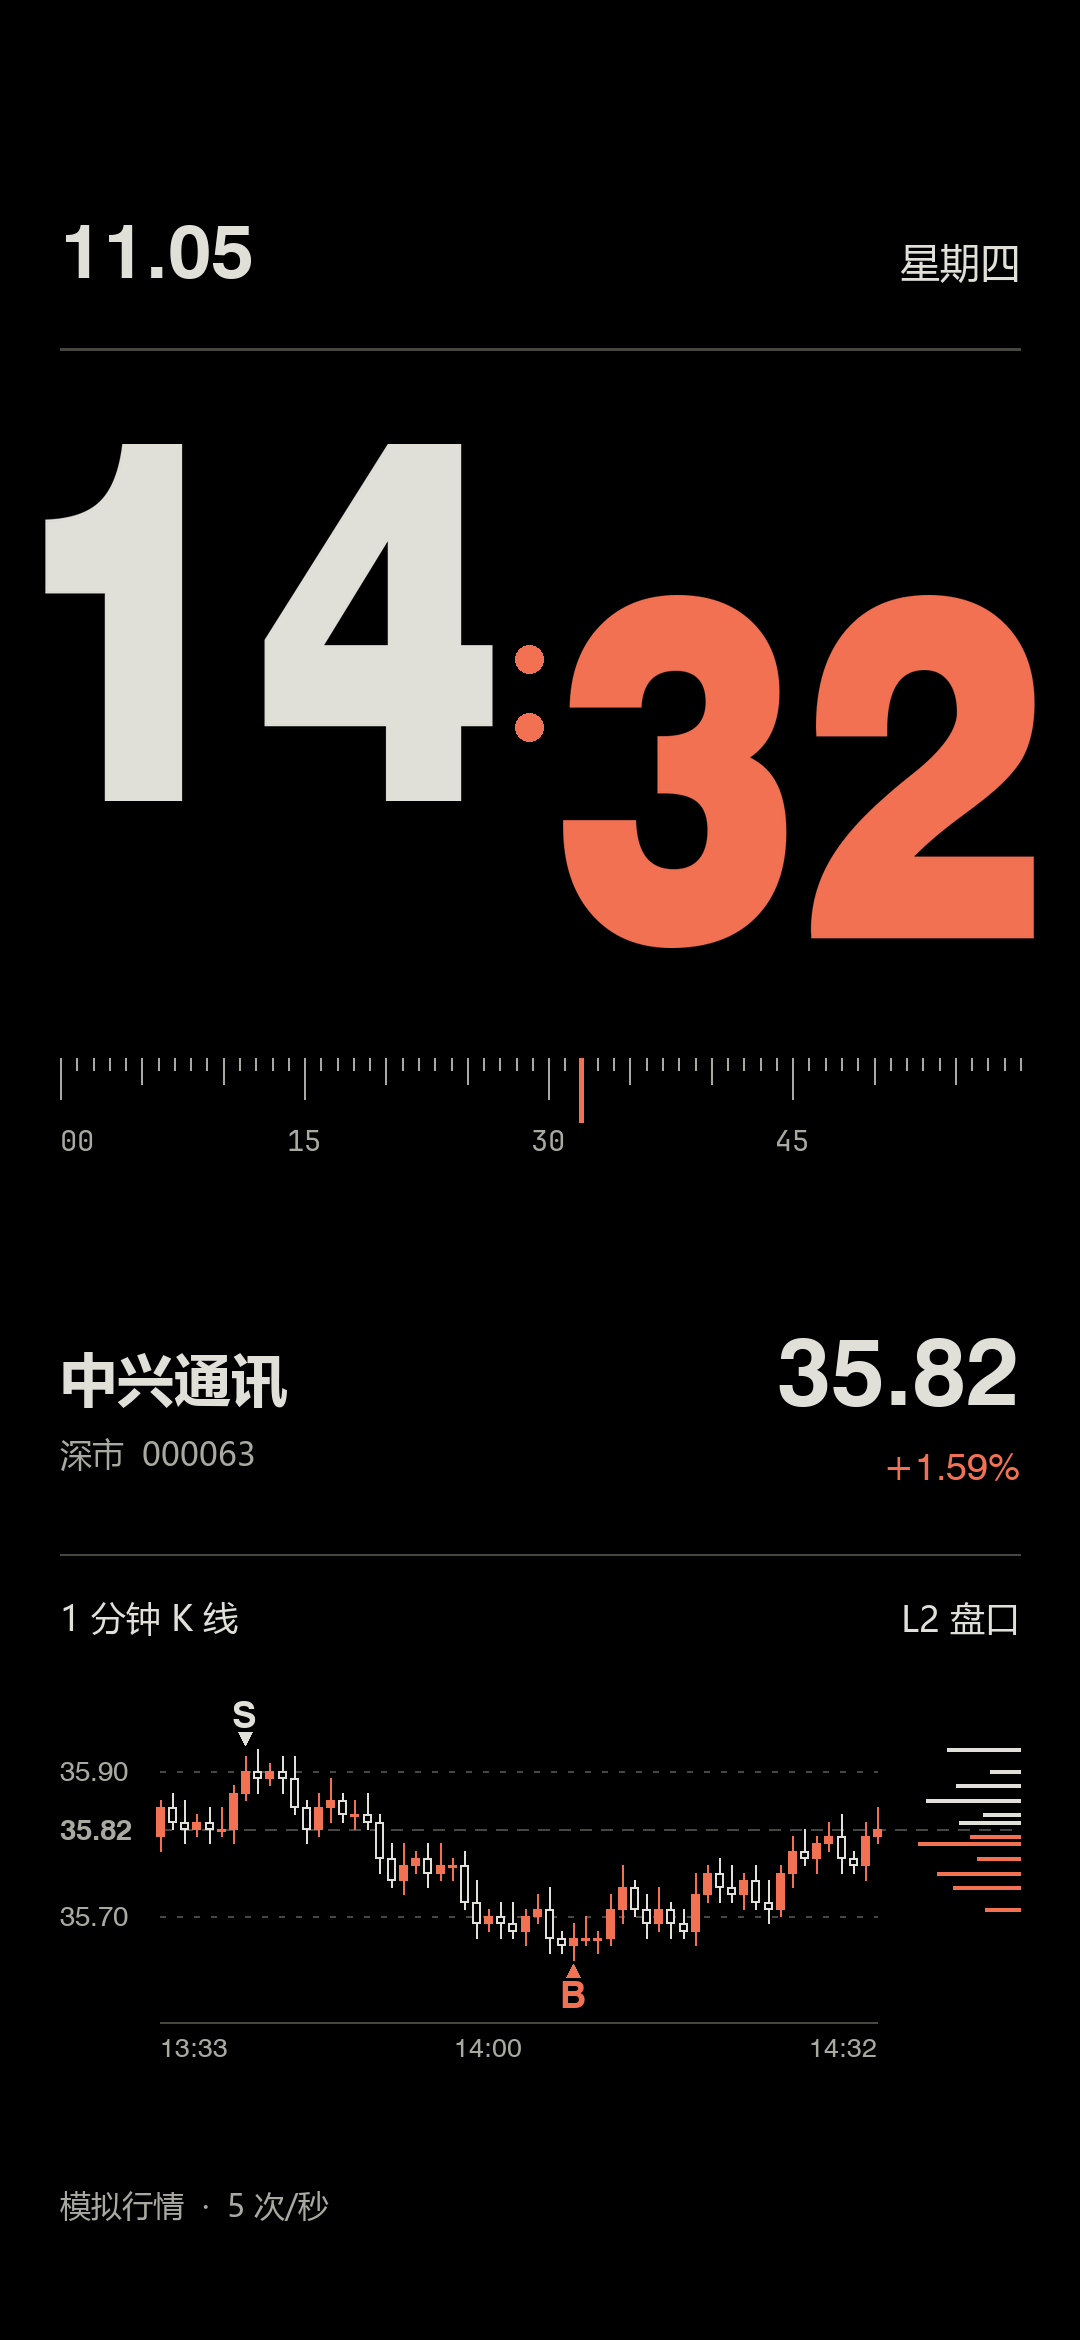 11.05 星期四
14:32
00 15 30 45
中兴通讯 35.82
深市 000063 +1.59%
1 分钟 K 线 L2 盘口
S
35.90
35.82
35.70
B
13:33 14:00 14:32
模拟行情 · 5 次/秒